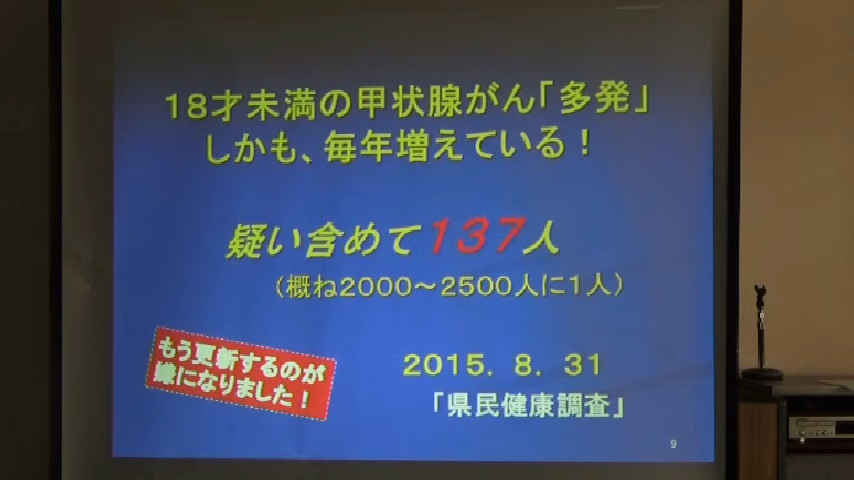 18才未満の甲状腺がん「多発」
しかも、毎年増えている!
疑い含めて137人
(概ね2000~2500人に1人)
もう更新するのが
嫌になりました!
2015. 8. 31
「県民健康調査」
9